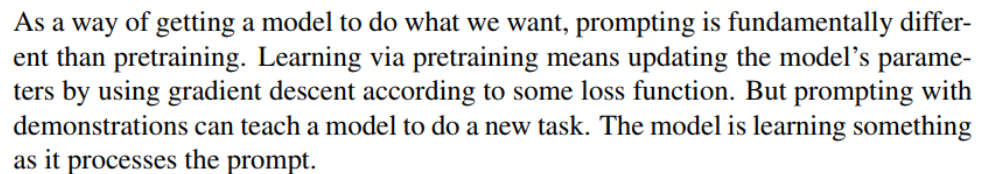 As a way of getting a model to do what we want, prompting is fundamentally differ-
ent than pretraining. Learning via pretraining means updating the model’s parame-
ters by using gradient descent according to some loss function. But prompting with
demonstrations can teach a model to do a new task. The model is learning something
as it processes the prompt.